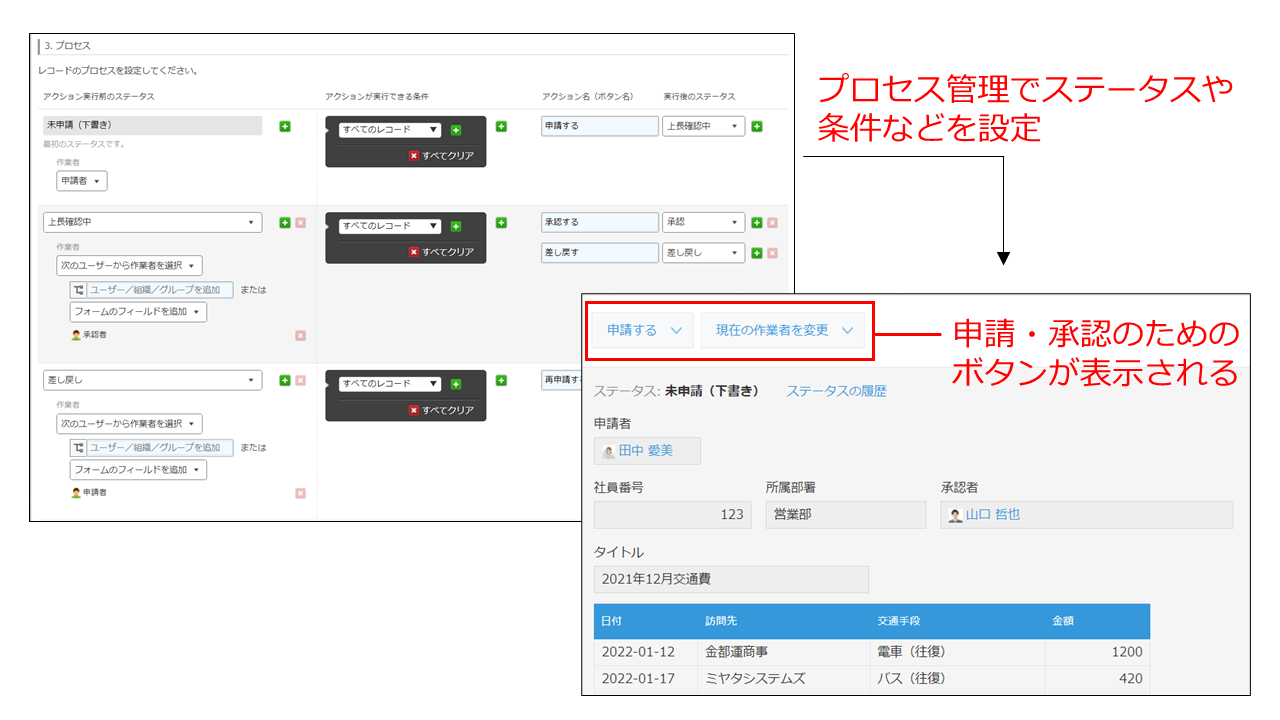 3. プロセス
レコードのプロセスを設定してください。
アクション実行前のステータス
アクションが実行できる条件
アクション名（ボタン名）
実行後のステータス
未申請（下書き）
すべてのレコード
申請する
上長確認中
最初のステータスです。
すべてクリア
作業者
申請者
上長確認中
すべてのレコード
承認する
承認
作業者
すべてクリア
差し戻す
差し戻し
次のユーザーから作業者を選択
ユーザー／組織／グループを追加 または
フォームのフィールドを追加
承認者
差し戻し
すべてのレコード
再申請す
作業者
すべてクリア
次のユーザーから作業者を選択
ユーザー／組織／グループを追加 または
フォームのフィールドを追加
申請者
プロセス管理でステータスや
条件などを設定
申請する
現在の作業者を変更
申請・承認のための
ボタンが表示される
ステータス: 未申請（下書き） ステータスの履歴
申請者
田中 愛美
社員番号 所属部署 承認者
123 営業部 山口 哲也
タイトル
2021年12月交通費
日付 訪問先 交通手段 金額
2022-01-12 金都運商事 電車（往復） 1200
2022-01-17 ミヤタシステムズ バス（往復） 420